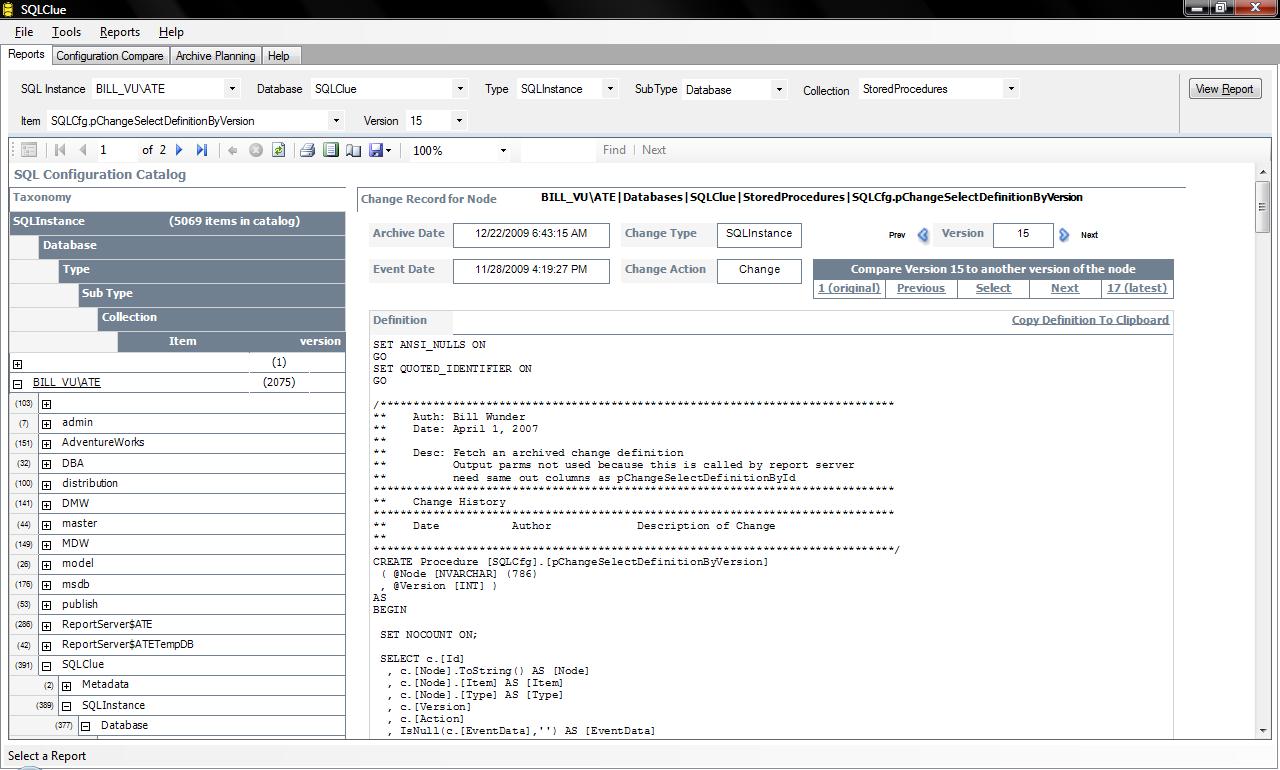 SQLClue
File Tools Reports Help
Reports Configuration Compare Archive Planning Help
SQL Instance BILL_VU\ATE Database SQLClue Type SQLInstance SubType Database Collection StoredProcedures View Report
Item SQLCfg.pChangeSelectDefinitionByVersion Version 15
1 of 2 100% Find | Next
SQL Configuration Catalog
Taxonomy
SQLInstance (5069 items in catalog)
Database
Type
Sub Type
Collection
Item version
(1)
BILL_VU\ATE (2075)
(103)
(7) admin
(151) AdventureWorks
(32) DBA
(100) distribution
(141) DMW
(44) master
(149) MDW
(26) model
(176) msdb
(53) publish
(286) ReportServer$ATE
(42) ReportServer$ATETempDB
(391) SQLClue
(2) Metadata
(389) SQLInstance
(377) Database
Change Record for Node BILL_VU\ATE|Databases|SQLClue|StoredProcedures|SQLCfg.pChangeSelectDefinitionByVersion
Archive Date 12/22/2009 6:43:15 AM Change Type SQLInstance Prev Version 15 Next
Event Date 11/28/2009 4:19:27 PM Change Action Change
Compare Version 15 to another version of the node
1 (original) Previous Select Next 17 (latest)
Definition Copy Definition To Clipboard
SET ANSI_NULLS ON
GO
SET QUOTED_IDENTIFIER ON
GO
/******************************************************************************
** Auth: Bill Wunder
** Date: April 1, 2007
**
** Desc: Fetch an archived change definition
** Output parms not used because this is called by report server
** need same out columns as pChangeSelectDefinitionById
*******************************************************************************
** Change History
*******************************************************************************
** Date Author Description of Change
**
*******************************************************************************/
CREATE Procedure [SQLCfg].[pChangeSelectDefinitionByVersion]
( @Node [NVARCHAR] (786)
, @Version [INT] )
AS
BEGIN
SET NOCOUNT ON;
SELECT c.[Id]
, c.[Node].ToString() AS [Node]
, c.[Node].[Item] AS [Item]
, c.[Node].[Type] AS [Type]
, c.[Version]
, c.[Action]
, IsNull(c.[EventData],'') AS [EventData]
Select a Report